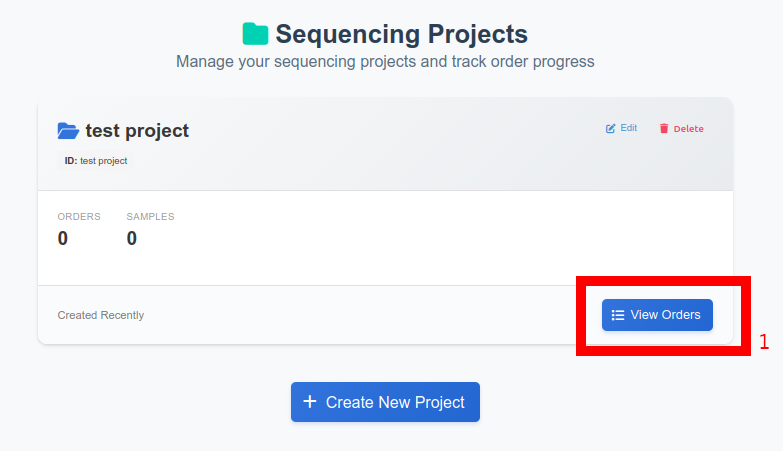 Sequencing Projects
Manage your sequencing projects and track order progress
test project
Edit
Delete
ID: test project
ORDERS
SAMPLES
0
0
Created Recently
View Orders
1
Create New Project